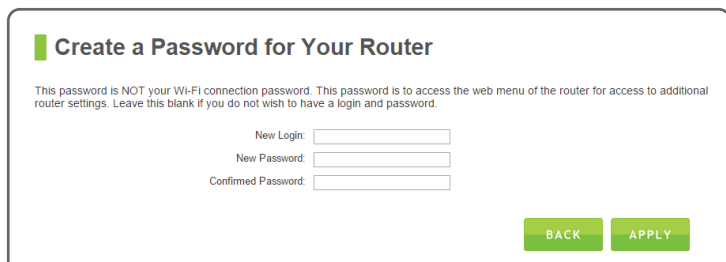 Create a Password for Your Router
This password is NOT your Wi-Fi connection password. This password is to access the web menu of the router for access to additional
router settings. Leave this blank if you do not wish to have a login and password.
New Login:
New Password:
Confirmed Password:
BACK APPLY